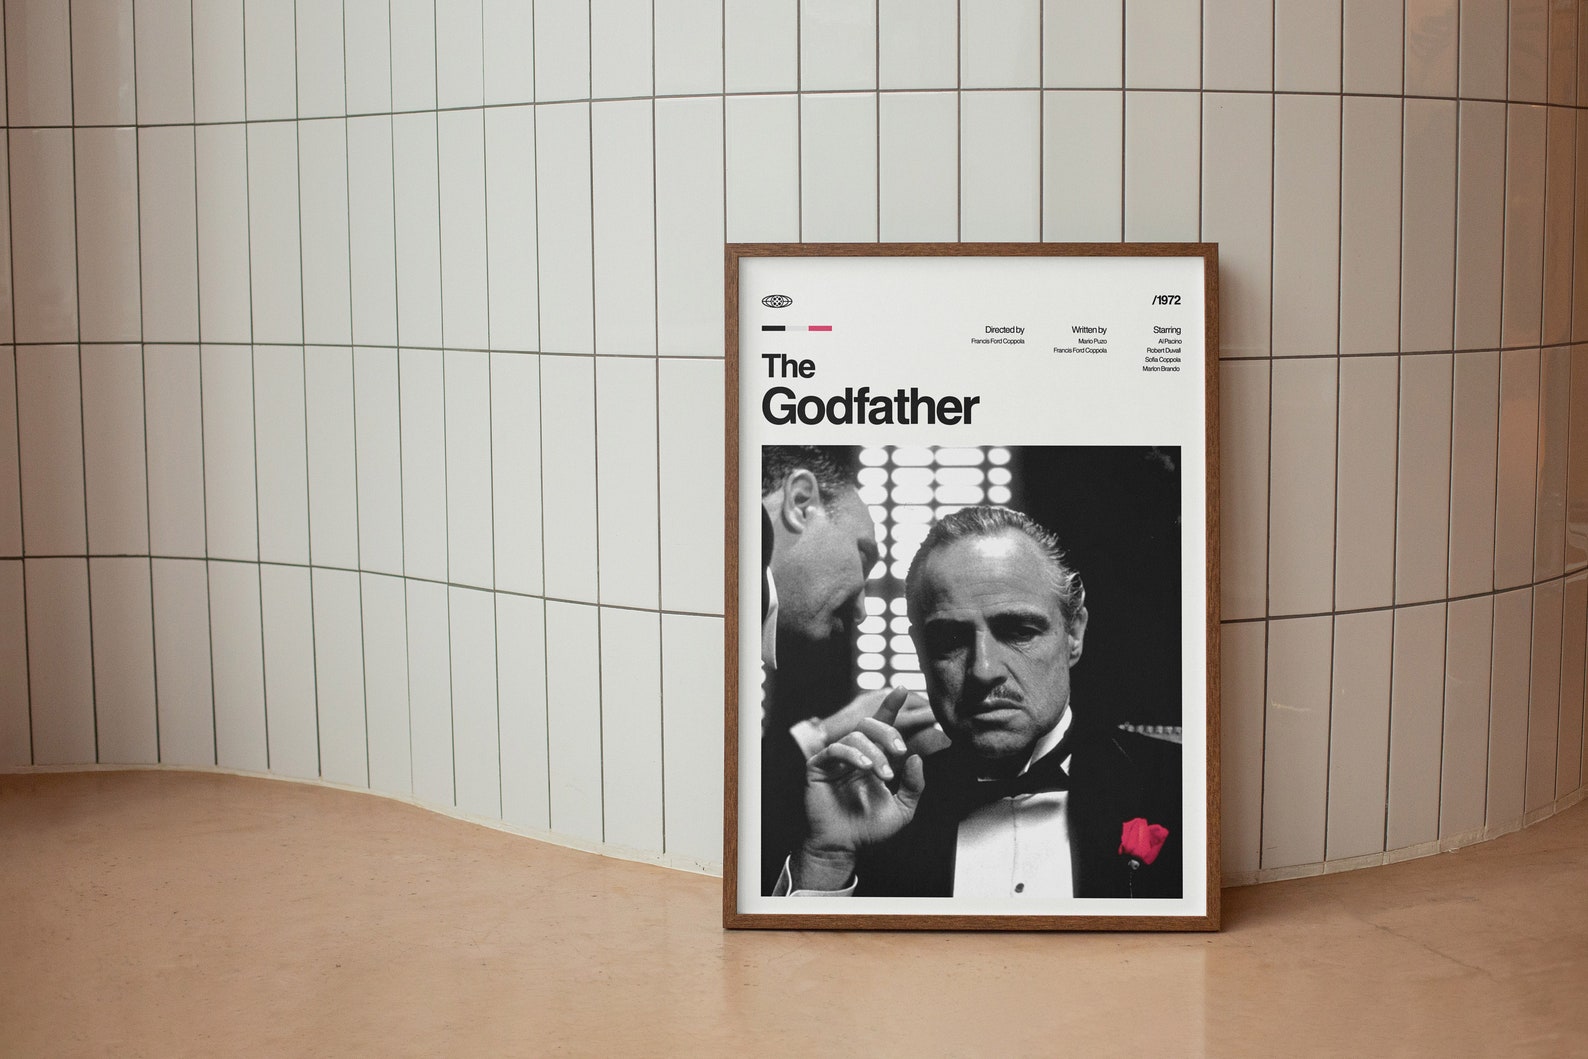 /1972
Directed by
Francis Ford Coppola
Written by
Mario Puzo
Francis Ford Coppola
Starring
Al Pacino
Robert Duvall
Sofia Coppola
Marlon Brando
The
Godfather